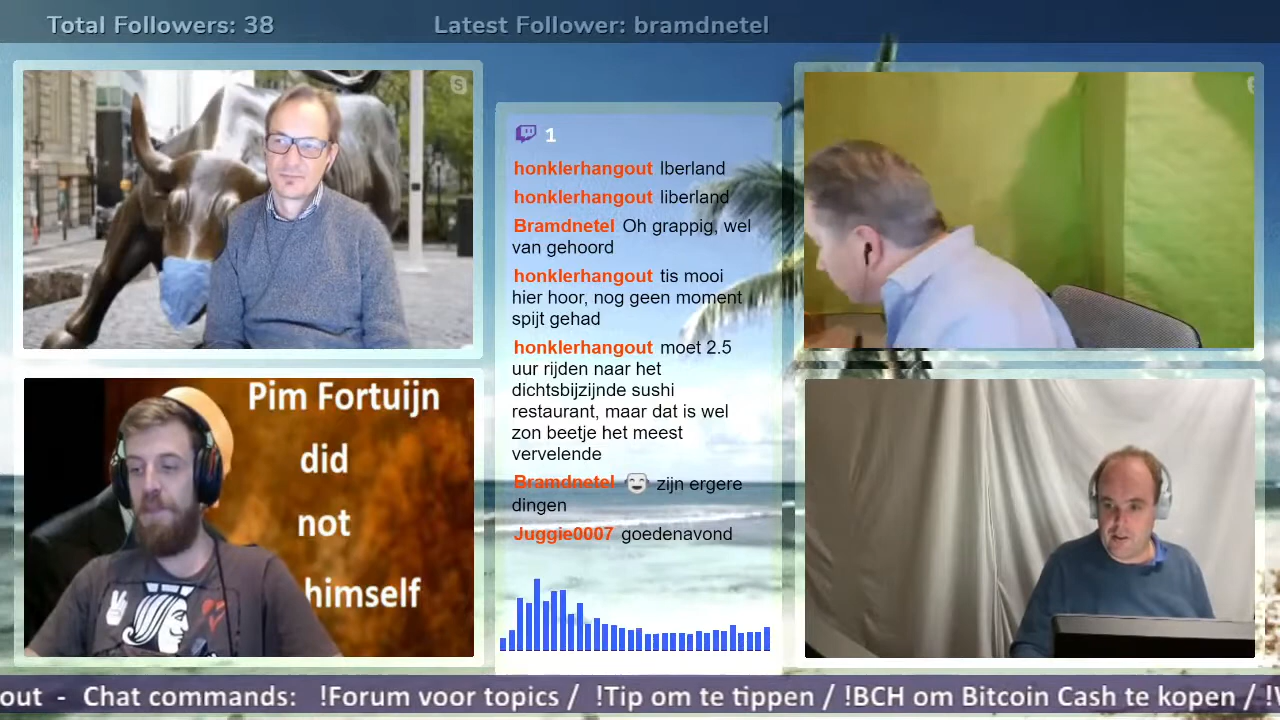 Total Followers: 38
Latest Follower: bramdnetel
1
honklerhangout Iberland
honklerhangout liberland
Bramdnetel Oh grappig, wel
van gehoord
honklerhangout tis mooi
hier hoor, nog geen moment
spijt gehad
honklerhangout moet 2.5
uur rijden naar het
dichtsbijzijnde sushi
restaurant, maar dat is wel
zon beetje het meest
vervelende
Bramdnetel zijn ergere
dingen
Juggie0007 goedenavond
Pim Fortuijn
did
not
himself
out - Chat commands: !Forum voor topics / !Tip om te tippen / !BCH om Bitcoin Cash te kopen /